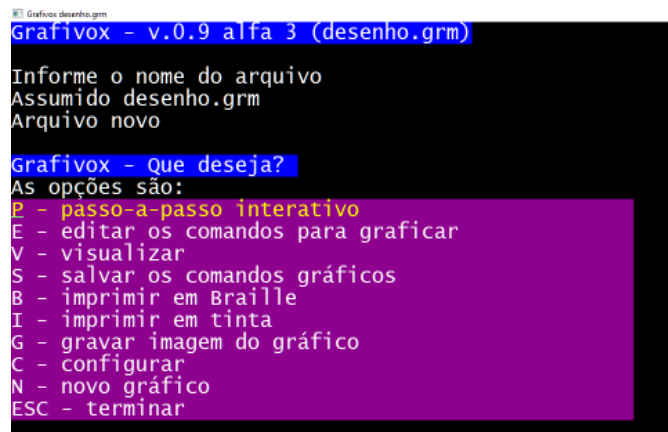 Grafivox desenho.grm
Grafivox - v.0.9 alfa 3 (desenho.grm)
Informe o nome do arquivo
Assumido desenho.grm
Arquivo novo
Grafivox - Que deseja?
As opções são:
P - passo-a-passo interativo
E - editar os comandos para graficar
V - visualizar
S - salvar os comandos gráficos
B - imprimir em Braille
I - imprimir em tinta
G - gravar imagem do gráfico
C - configurar
N - novo gráfico
ESC - terminar